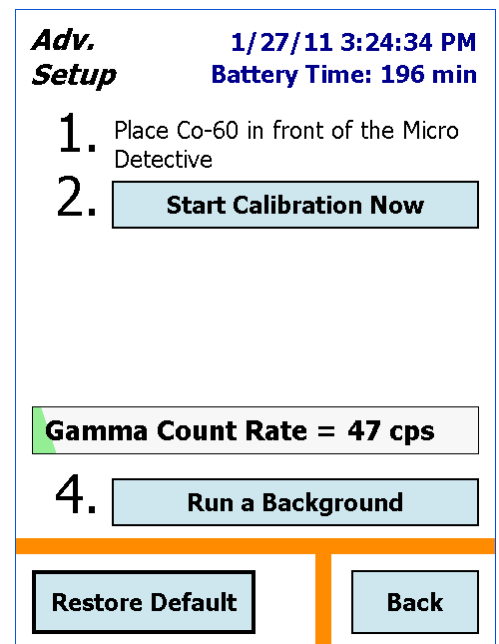 Adv.
Setup
1/27/11 3:24:34 PM
Battery Time: 196 min
1. Place Co-60 in front of the Micro
Detective
2. Start Calibration Now
Gamma Count Rate = 47 cps
4. Run a Background
Restore Default
Back